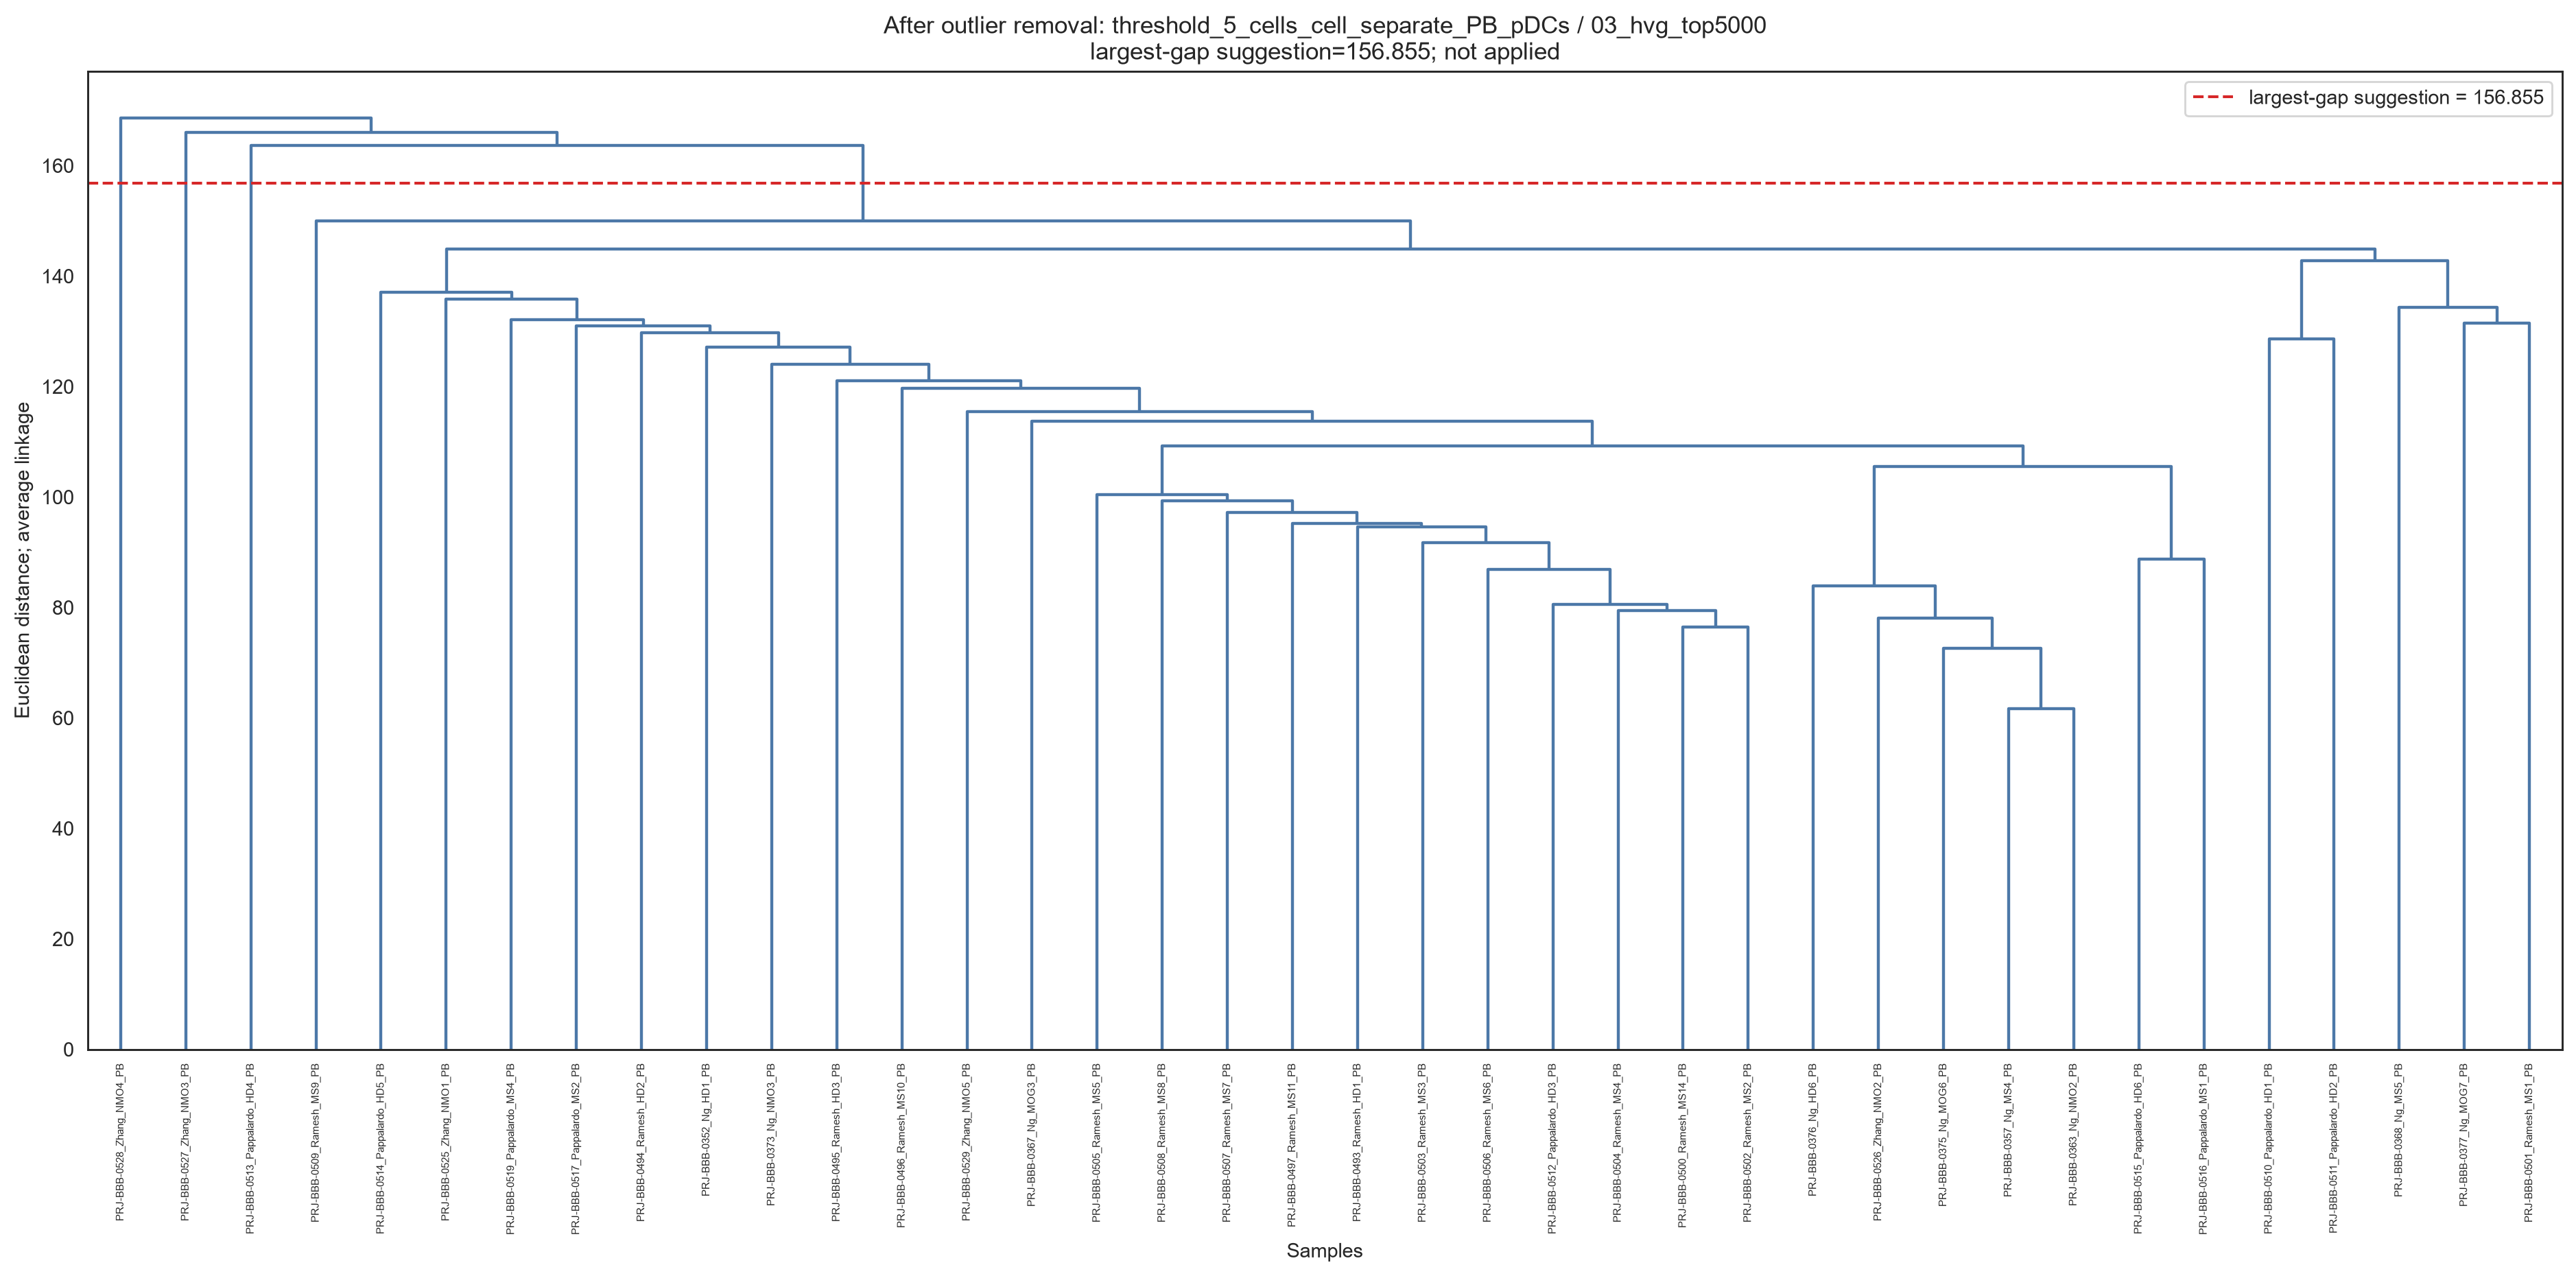 After outlier removal: threshold_5_cells_cell_separate_PB_pDCs / 03_hvg_top5000
largest-gap suggestion=156.855; not applied
largest-gap suggestion = 156.855
Euclidean distance; average linkage
160
140
120
100
80
60
40
20
0
PRJ-BBB-0528_Zhang_NMO4_PB
PRJ-BBB-0527_Zhang_NMO3_PB
PRJ-BBB-0513_Pappalardo_HD4_PB
PRJ-BBB-0509_Ramesh_MS9_PB
PRJ-BBB-0514_Pappalardo_HD5_PB
PRJ-BBB-0525_Zhang_NMO1_PB
PRJ-BBB-0519_Pappalardo_MS4_PB
PRJ-BBB-0517_Pappalardo_MS2_PB
PRJ-BBB-0494_Ramesh_HD2_PB
PRJ-BBB-0352_Ng_HD1_PB
PRJ-BBB-0373_Ng_NMO3_PB
PRJ-BBB-0495_Ramesh_HD3_PB
PRJ-BBB-0496_Ramesh_MS10_PB
PRJ-BBB-0529_Zhang_NMO5_PB
PRJ-BBB-0367_Ng_MOG3_PB
PRJ-BBB-0505_Ramesh_MS5_PB
PRJ-BBB-0508_Ramesh_MS8_PB
PRJ-BBB-0507_Ramesh_MS7_PB
PRJ-BBB-0497_Ramesh_MS11_PB
PRJ-BBB-0493_Ramesh_HD1_PB
PRJ-BBB-0503_Ramesh_MS3_PB
PRJ-BBB-0506_Ramesh_MS6_PB
PRJ-BBB-0512_Pappalardo_HD3_PB
PRJ-BBB-0504_Ramesh_MS4_PB
PRJ-BBB-0500_Ramesh_MS14_PB
PRJ-BBB-0502_Ramesh_MS2_PB
PRJ-BBB-0376_Ng_HD6_PB
PRJ-BBB-0526_Zhang_NMO2_PB
PRJ-BBB-0375_Ng_MOG6_PB
PRJ-BBB-0357_Ng_MS4_PB
PRJ-BBB-0363_Ng_NMO2_PB
PRJ-BBB-0515_Pappalardo_HD6_PB
PRJ-BBB-0516_Pappalardo_MS1_PB
PRJ-BBB-0510_Pappalardo_HD1_PB
PRJ-BBB-0511_Pappalardo_HD2_PB
PRJ-BBB-0368_Ng_MS5_PB
PRJ-BBB-0377_Ng_MOG7_PB
PRJ-BBB-0501_Ramesh_MS1_PB
Samples